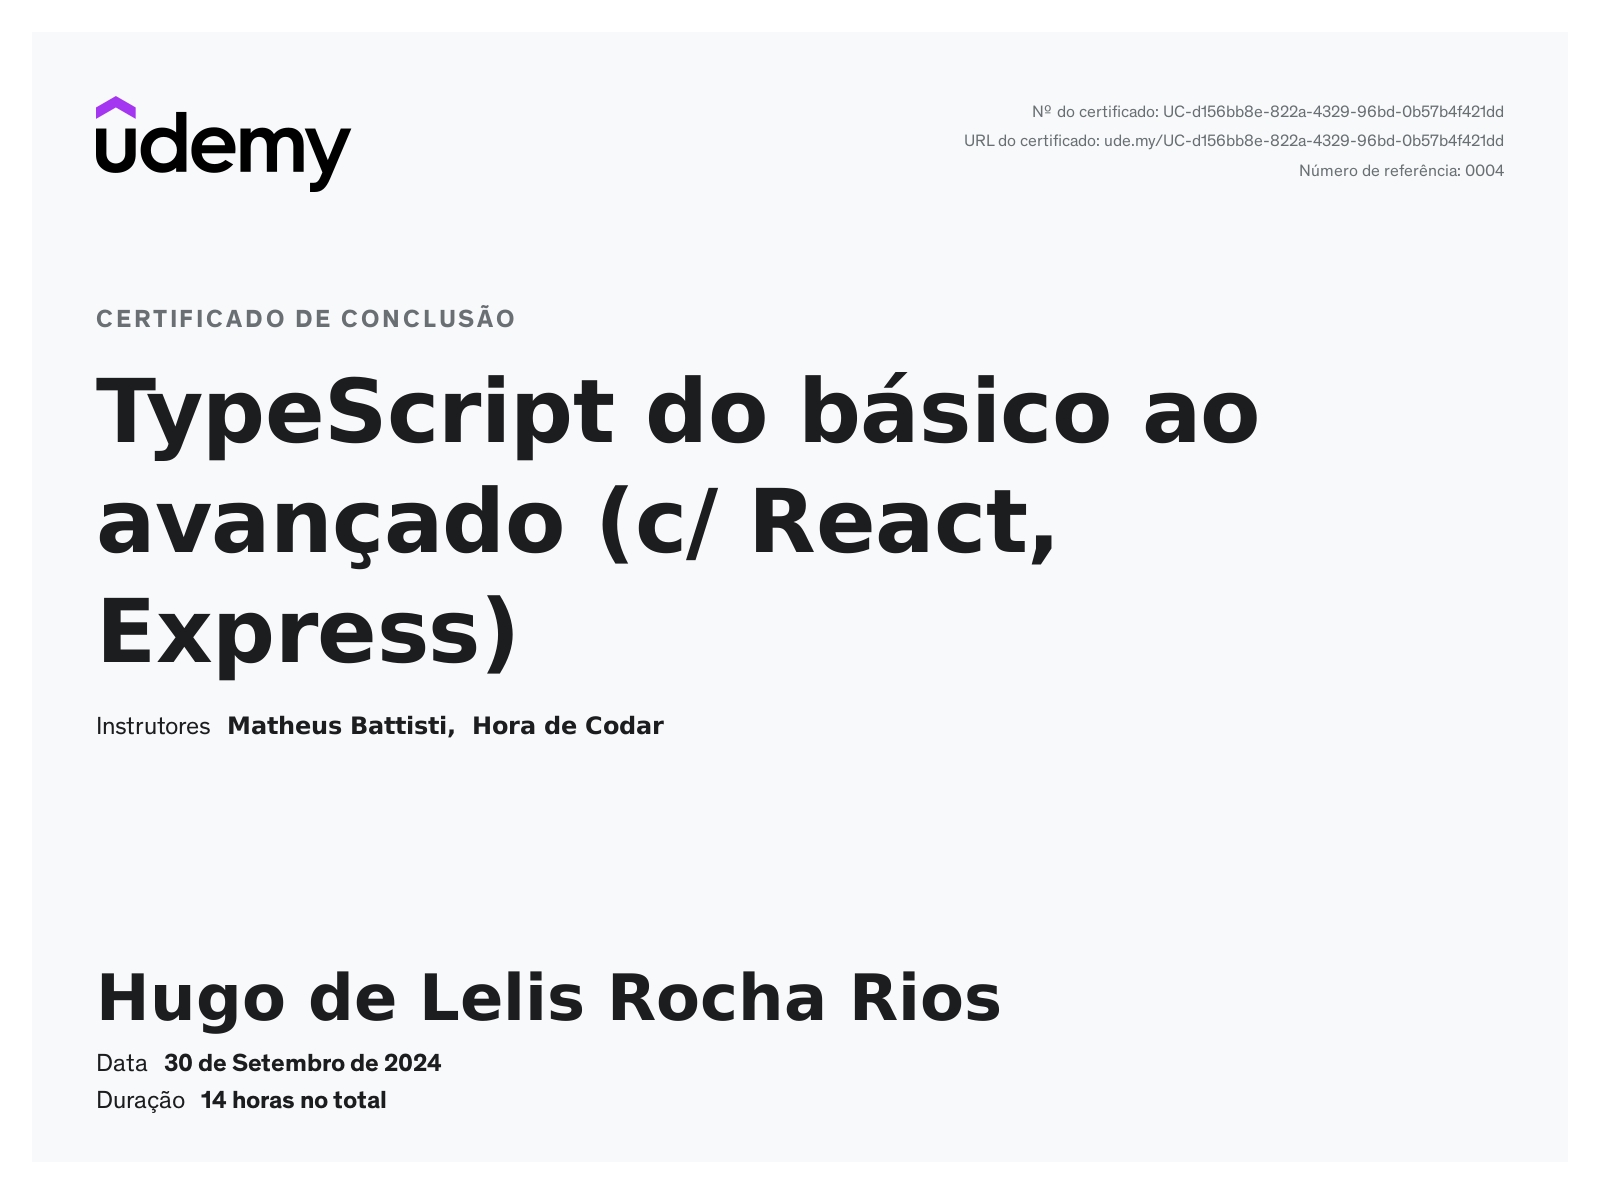 udemy
Nº do certificado: UC-d156bb8e-822a-4329-96bd-0b57b4f421dd
URL do certificado: ude.my/UC-d156bb8e-822a-4329-96bd-0b57b4f421dd
Número de referência: 0004
CERTIFICADO DE CONCLUSÃO
TypeScript do básico ao
avançado (c/ React,
Express)
Instrutores Matheus Battisti, Hora de Codar
Hugo de Lelis Rocha Rios
Data 30 de Setembro de 2024
Duração 14 horas no total